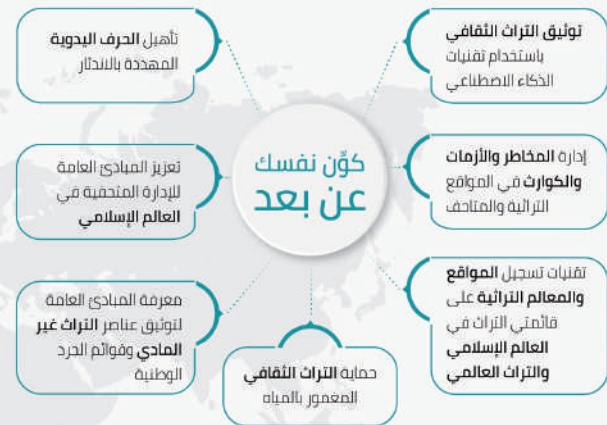 كوِّن نفسك
عن بعد
توثيق التراث الثقافي
باستخدام تقنيات
الذكاء الاصطناعي
إدارة المخاطر والأزمات
والكوارث في المواقع
التراثية والمتاحف
تقنيات تسجيل المواقع
والمعالم التراثية على
قائمتي التراث في
العالم الإسلامي
والتراث العالمي
حماية التراث الثقافي
المغمور بالمياه
معرفة المبادئ العامة
لتوثيق عناصر التراث غير
المادي وقوائم الجرد
الوطنية
تعزيز المبادئ العامة
للإدارة المتحفية في
العالم الإسلامي
تأهيل الحرف اليدوية
المهددة بالاندثار